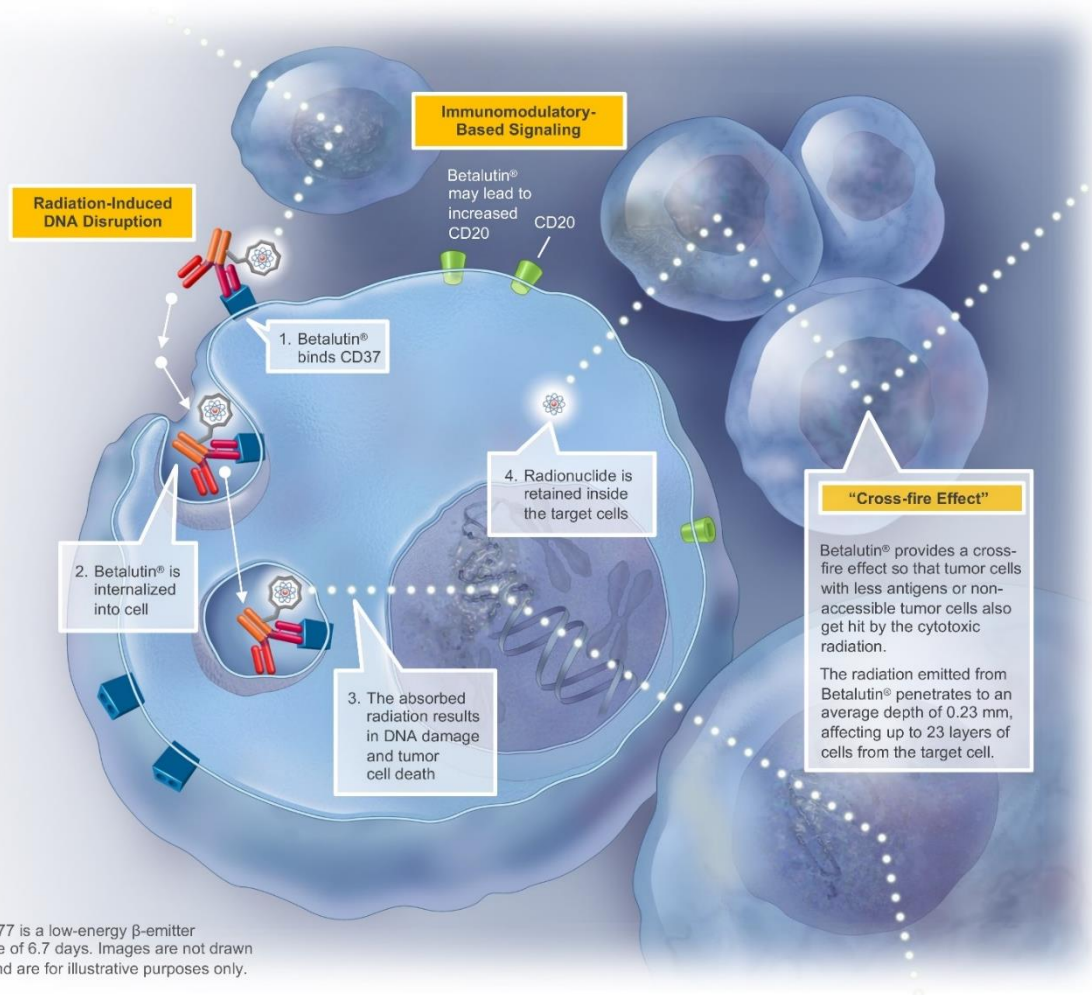 Immunomodulatory-
Based Signaling
Betalutin®
may lead to
increased
CD20
CD20
Radiation-Induced
DNA Disruption
1. Betalutin®
binds CD37
2. Betalutin® is
internalized
into cell
3. The absorbed
radiation results
in DNA damage
and tumor
cell death
4. Radionuclide is
retained inside
the target cells
“Cross-fire Effect”
Betalutin® provides a cross-
fire effect so that tumor cells
with less antigens or non-
accessible tumor cells also
get hit by the cytotoxic
radiation.
The radiation emitted from
Betalutin® penetrates to an
average depth of 0.23 mm,
affecting up to 23 layers of
cells from the target cell.
77 is a low-energy β-emitter
of 6.7 days. Images are not drawn
and are for illustrative purposes only.